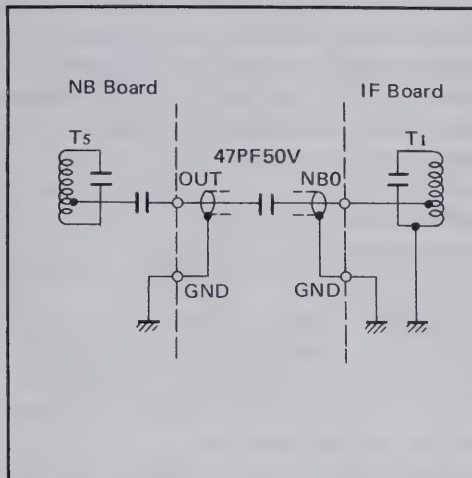 NB Board
IF Board
T5
T1
47PF50V
OUT
NBO
GND
GND